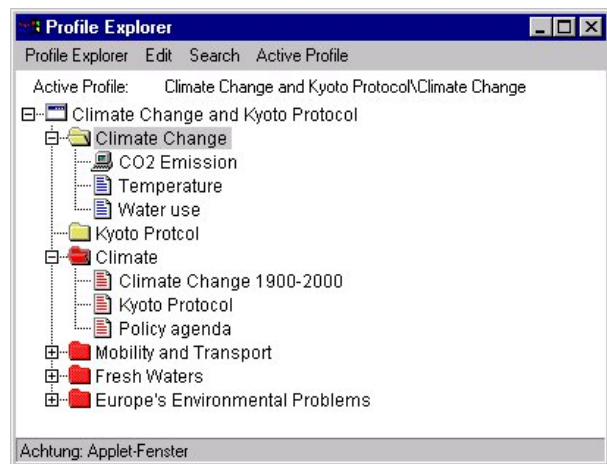 Profile Explorer
Profile Explorer Edit Search Active Profile
Active Profile: Climate Change and Kyoto Protocol\Climate Change
Climate Change and Kyoto Protocol
Climate Change
CO2 Emission
Temperature
Water use
Kyoto Protcol
Climate
Climate Change 1900-2000
Kyoto Protocol
Policy agenda
Mobility and Transport
Fresh Waters
Europe's Environmental Problems
Achtung: Applet-Fenster